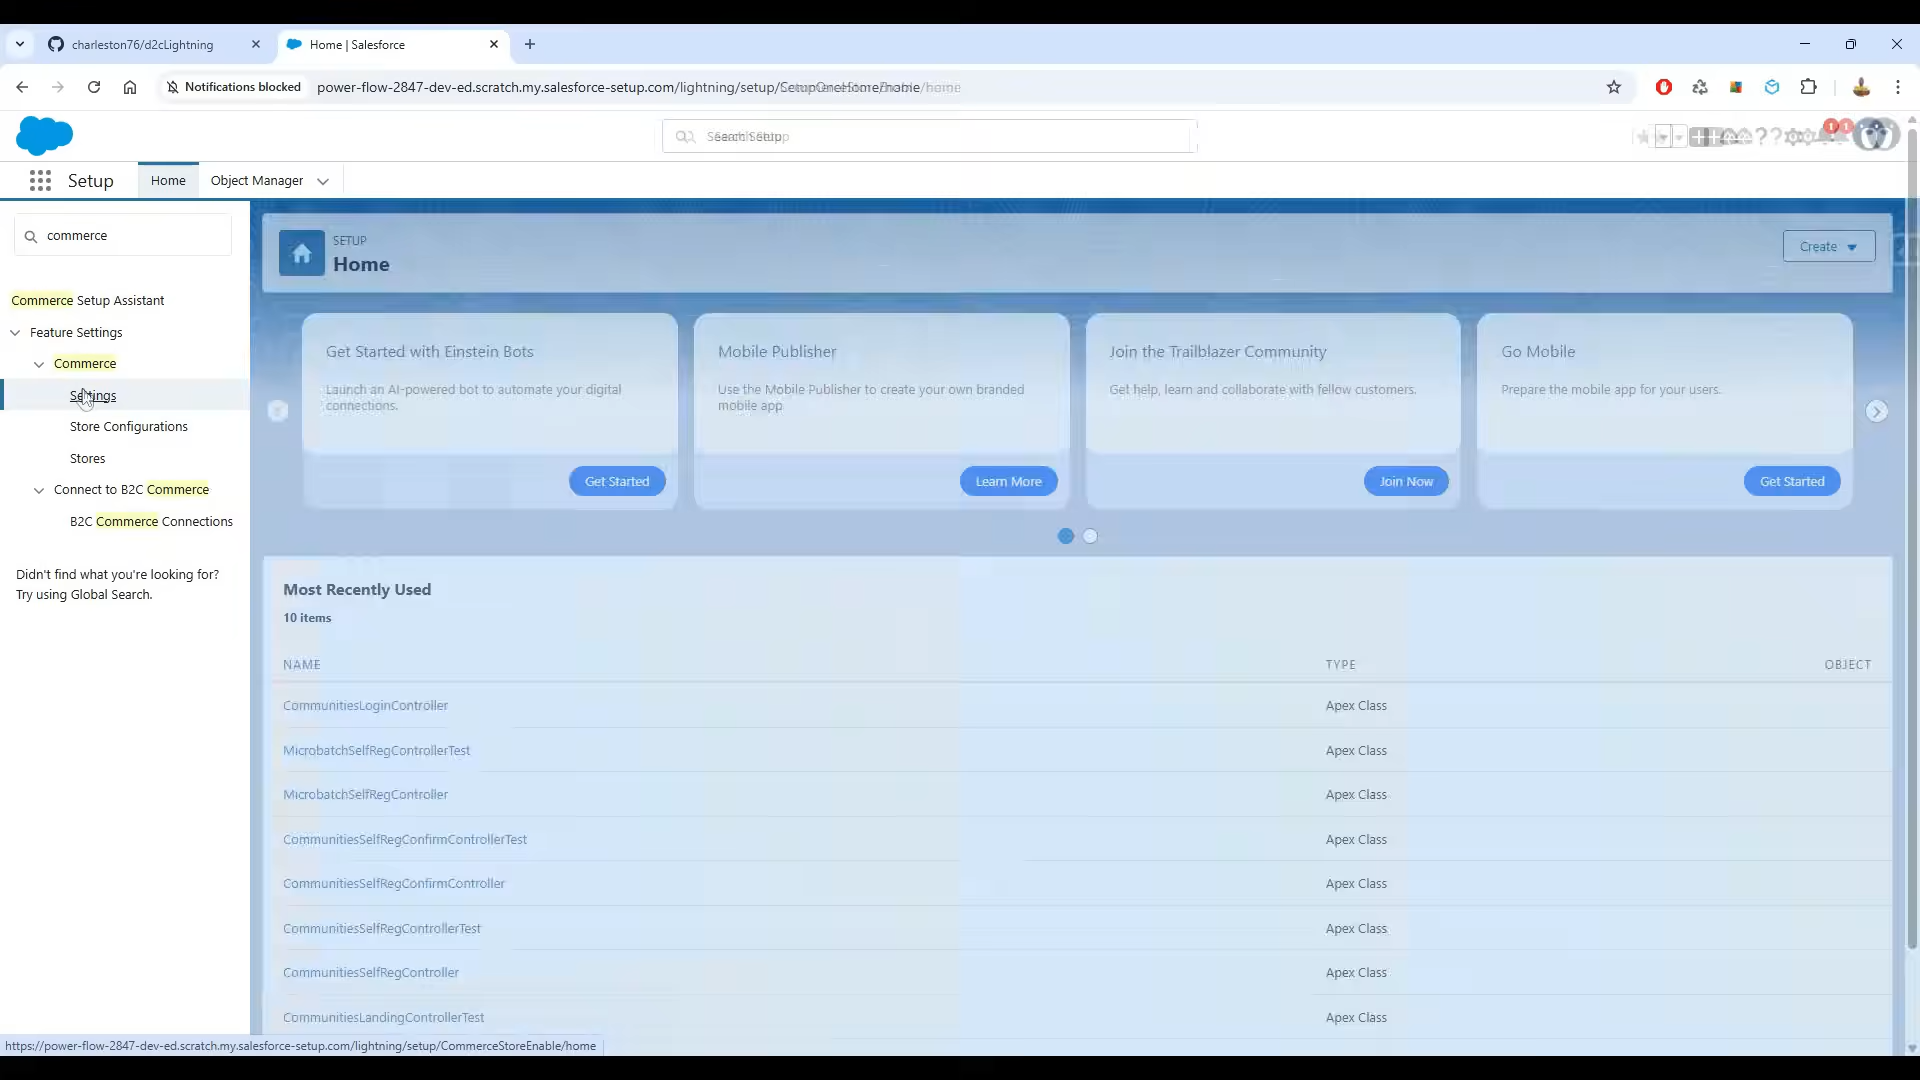 charleston76/d2cLightning
Home | Salesforce
Notifications blocked
power-flow-2847-dev-ed.scratch.my.salesforce-setup.com/lightning/setup/
/home
Setup
Home
Object Manager
commerce
SETUP
Home
Create
Commerce Setup Assistant
Feature Settings
Commerce
Settings
Store Configurations
Stores
Connect to B2C Commerce
B2C Commerce Connections
Didn't find what you're looking for?
Try using Global Search.
Get Started with Einstein Bots
Launch an AI-powered bot to automate your digital
connections.
Get Started
Mobile Publisher
Use the Mobile Publisher to create your own branded
mobile app
Learn More
Join the Trailblazer Community
Get help, learn and collaborate with fellow customers.
Join Now
Go Mobile
Prepare the mobile app for your users.
Get Started
Most Recently Used
10 items
NAME TYPE OBJECT
CommunitiesLoginController Apex Class
MicrobatchSelfRegControllerTest Apex Class
MicrobatchSelfRegController Apex Class
CommunitiesSelfRegConfirmControllerTest Apex Class
CommunitiesSelfRegConfirmController Apex Class
CommunitiesSelfRegControllerTest Apex Class
CommunitiesSelfRegController Apex Class
CommunitiesLandingControllerTest Apex Class
https://power-flow-2847-dev-ed.scratch.my.salesforce-setup.com/lightning/setup/CommerceStoreEnable/home